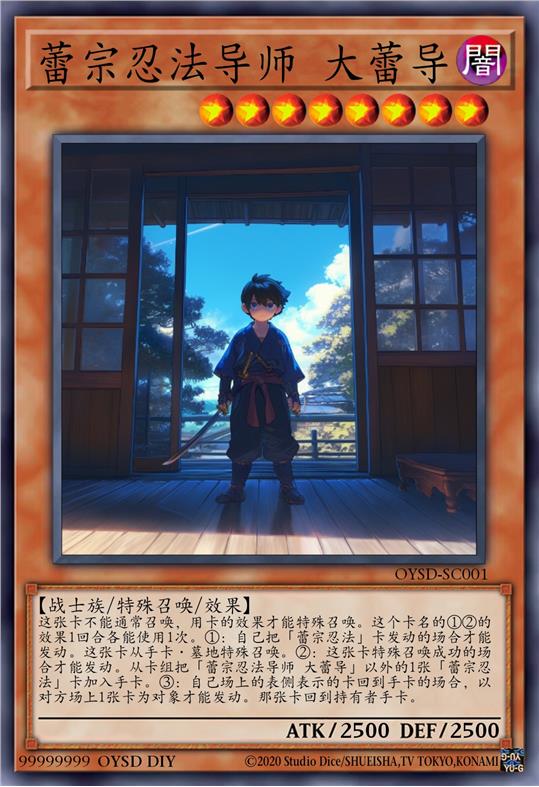 蕾宗忍法导师 大蕾导
闇
OYSD-SC001
【战士族/特殊召唤/效果】
这张卡不能通常召唤，用卡的效果才能特殊召唤。这个卡名的①②的
效果1回合各能使用1次。①：自己把「蕾宗忍法」卡发动的场合才能
发动。这张卡从手卡·墓地特殊召唤。②：这张卡特殊召唤成功的场
合才能发动。从卡组把「蕾宗忍法导师 大蕾导」以外的1张「蕾宗忍
法」卡加入手卡。③：自己场上的表侧表示的卡回到手卡的场合，以
对方场上1张卡为对象才能发动。那张卡回到持有者手卡。
ATK/2500 DEF/2500
99999999 OYSD DIY ©2020 Studio Dice/SHUEISHA,TV TOKYO,KONAMI